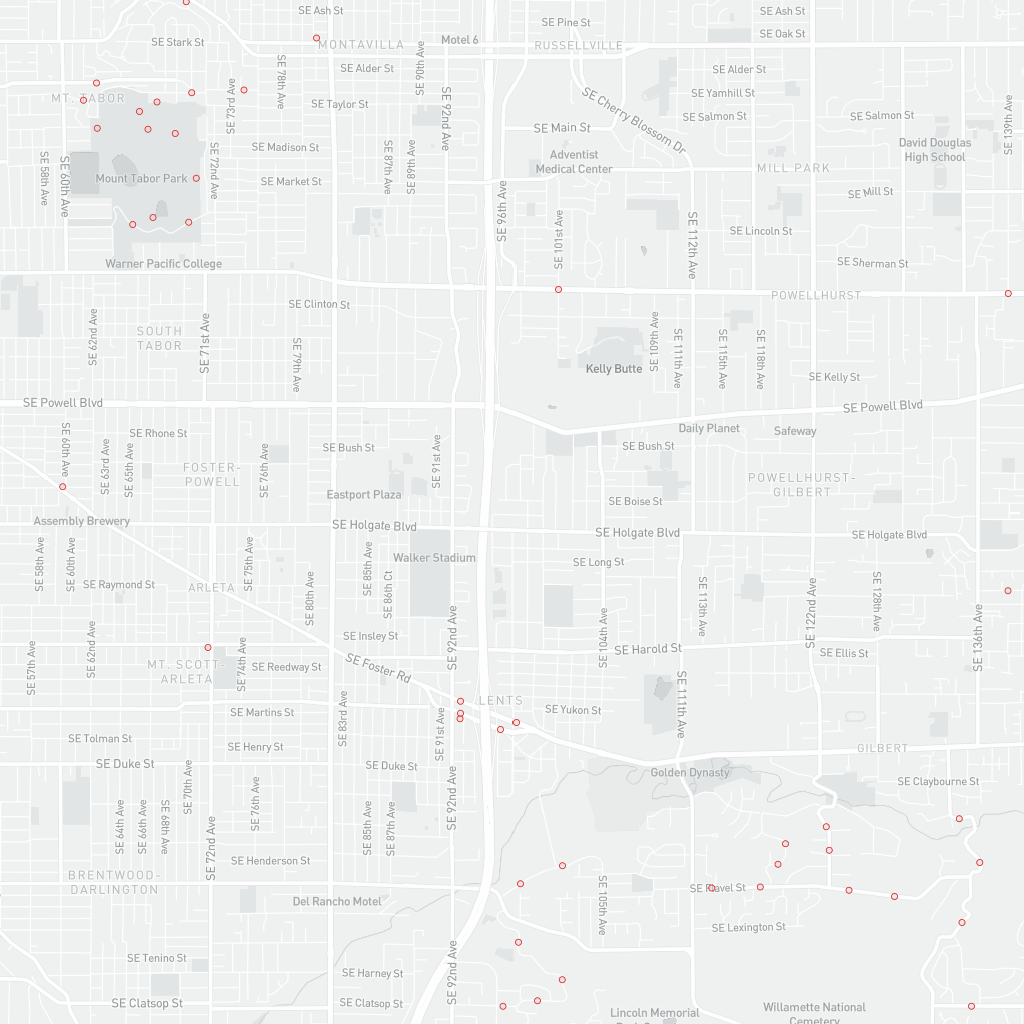 SE Ash St
SE Ash St
SE Pine St
SE Oak St
SE Stark St
MONTAVILLA
Motel 6
RUSSELLVILLE
SE 78th Ave
SE 90th Ave
SE Alder St
SE Alder St
MT. TABOR
SE 73rd Ave
SE Taylor St
SE 92nd Ave
SE Cherry Blossom Dr
SE Yamhill St
SE Salmon St
SE Salmon St
SE 139th Ave
SE Main St
SE Madison St
David Douglas
High School
SE 58th Ave
SE 60th Ave
Mount Tabor Park
SE 72nd Ave
SE Market St
SE 87th Ave
SE 89th Ave
Adventist
Medical Center
MILL PARK
SE Mill St
SE 96th Ave
SE 101st Ave
SE 112th Ave
SE Lincoln St
Warner Pacific College
SE Sherman St
SE Clinton St
POWELLHURST
SE 62nd Ave
SOUTH
TABOR
SE 71st Ave
SE 79th Ave
SE 109th Ave
SE 111th Ave
SE 115th Ave
SE 118th Ave
Kelly Butte
SE Kelly St
SE Powell Blvd
SE Powell Blvd
SE 60th Ave
SE Rhone St
SE Bush St
SE 91st Ave
SE Bush St
Daily Planet
Safeway
SE 63rd Ave
SE 65th Ave
FOSTER-
POWELL
SE 76th Ave
POWELLHURST-
GILBERT
Eastport Plaza
SE Boise St
Assembly Brewery
SE Holgate Blvd
SE Holgate Blvd
SE Holgate Blvd
SE 58th Ave
SE 60th Ave
SE Raymond St
ARLETA
SE 75th Ave
SE 80th Ave
SE 85th Ave
SE 86th Ct
Walker Stadium
SE Long St
SE 113th Ave
SE 122nd Ave
SE 128th Ave
SE 57th Ave
SE 62nd Ave
SE Insley St
SE 92nd Ave
SE 104th Ave
SE Harold St
SE Ellis St
SE 136th Ave
MT. SCOTT-
ARLETA
SE 74th Ave
SE Reedway St
SE Foster Rd
SE 111th Ave
LENTS
SE Martins St
SE 83rd Ave
SE 91st Ave
SE Yukon St
SE Tolman St
SE Henry St
GILBERT
SE Duke St
SE Duke St
Golden Dynasty
SE Claybourne St
SE 70th Ave
SE 76th Ave
SE 92nd Ave
SE 64th Ave
SE 66th Ave
SE 68th Ave
SE 72nd Ave
SE 85th Ave
SE 87th Ave
SE Henderson St
BRENTWOOD-
DARLINGTON
SE 105th Ave
SE Flavel St
Del Rancho Motel
SE Lexington St
SE Tenino St
SE 92nd Ave
SE Harney St
SE Clatsop St
SE Clatsop St
Lincoln Memorial
Willamette National
Cemetery